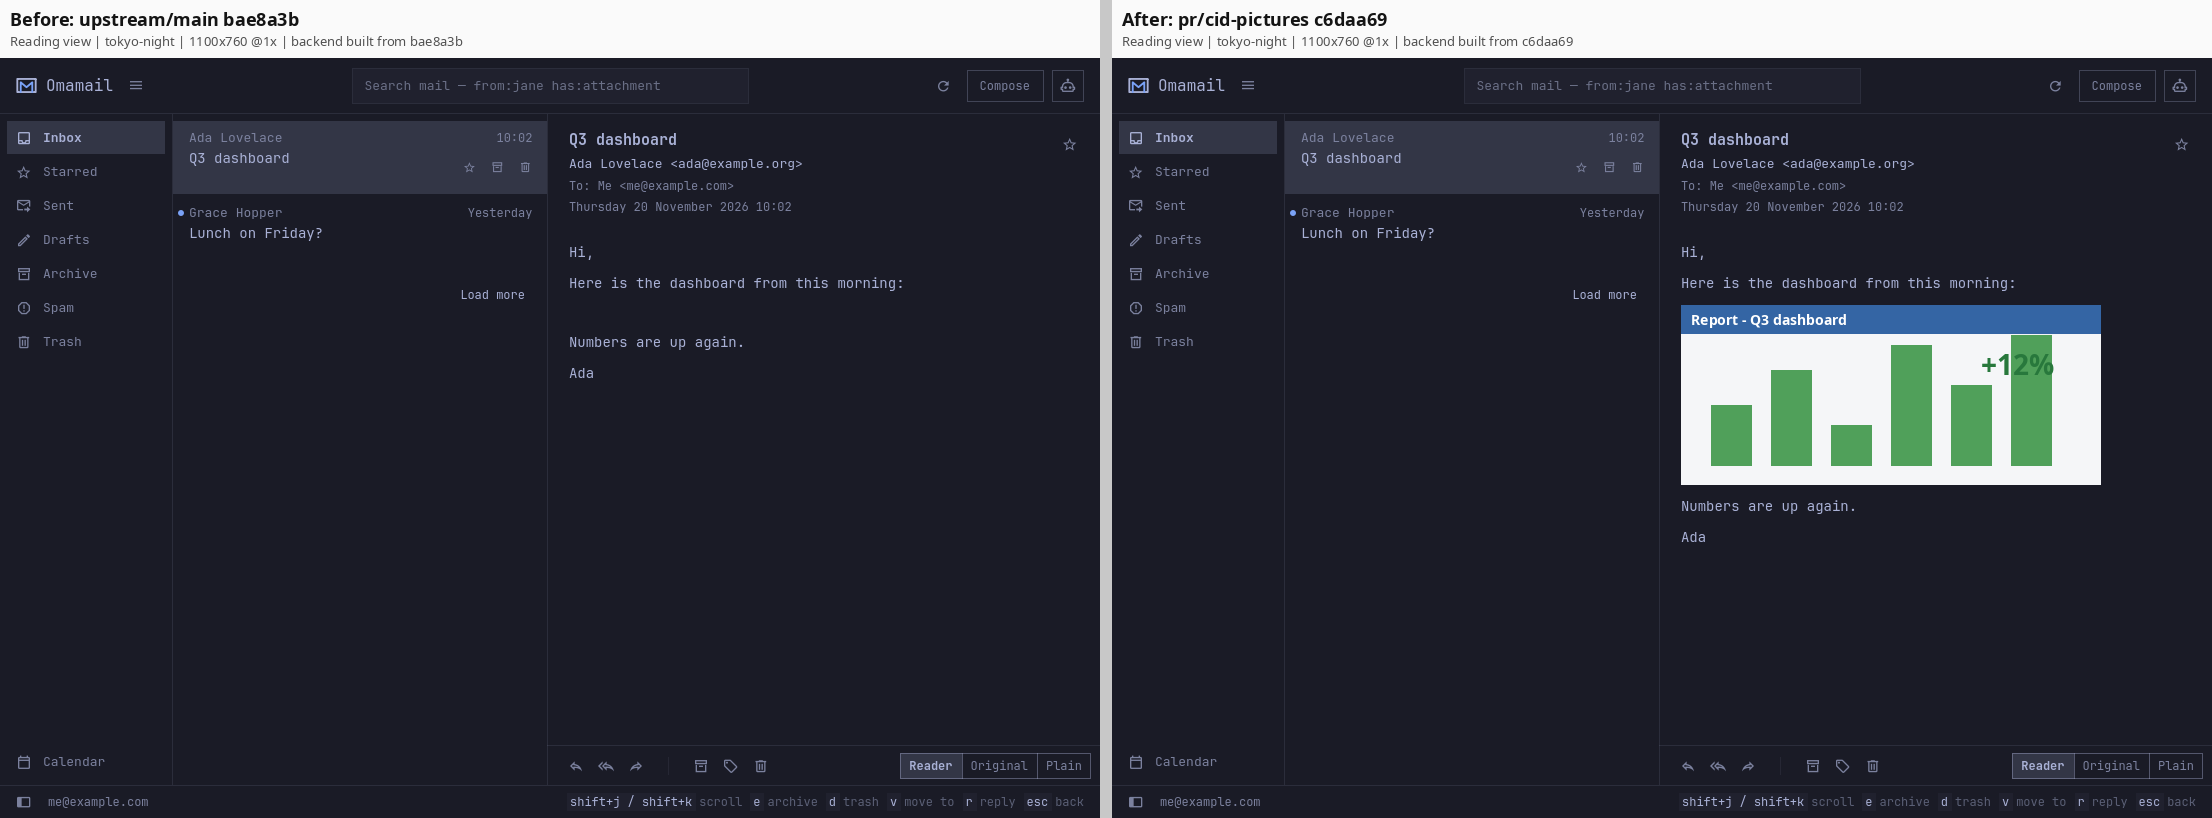 Before: upstream/main bae8a3b
Reading view | tokyo-night | 1100x760 @1x | backend built from bae8a3b
Omamail
Search mail — from:jane has:attachment
Compose
Inbox
Starred
Sent
Drafts
Archive
Spam
Trash
Calendar
Ada Lovelace 10:02
Q3 dashboard
Grace Hopper Yesterday
Lunch on Friday?
Load more
Q3 dashboard
Ada Lovelace <ada@example.org>
To: Me <me@example.com>
Thursday 20 November 2026 10:02
Hi,
Here is the dashboard from this morning:
Numbers are up again.
Ada
Reader Original Plain
me@example.com
shift+j / shift+k scroll e archive d trash v move to r reply esc back
After: pr/cid-pictures c6daa69
Reading view | tokyo-night | 1100x760 @1x | backend built from c6daa69
Omamail
Search mail — from:jane has:attachment
Compose
Inbox
Starred
Sent
Drafts
Archive
Spam
Trash
Calendar
Ada Lovelace 10:02
Q3 dashboard
Grace Hopper Yesterday
Lunch on Friday?
Load more
Q3 dashboard
Ada Lovelace <ada@example.org>
To: Me <me@example.com>
Thursday 20 November 2026 10:02
Hi,
Here is the dashboard from this morning:
Report - Q3 dashboard
+12%
Numbers are up again.
Ada
Reader Original Plain
me@example.com
shift+j / shift+k scroll e archive d trash v move to r reply esc back